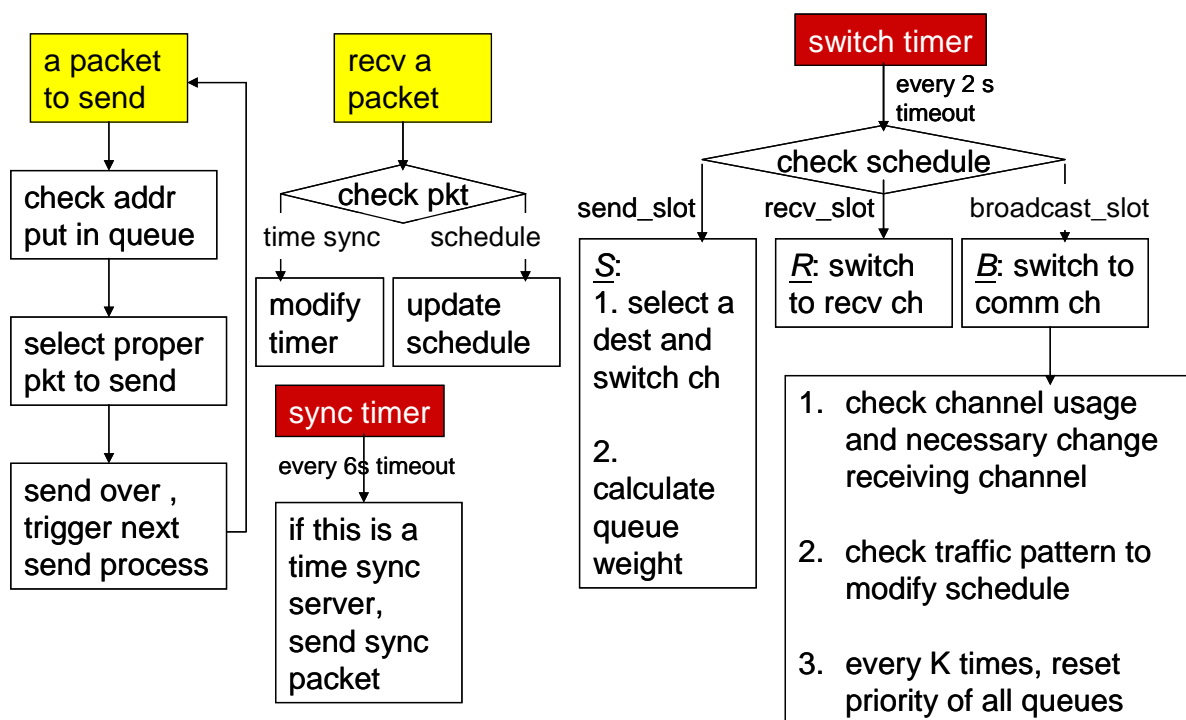 a packet
to send
check addr
put in queue
select proper
pkt to send
send over ,
trigger next
send process
recv a
packet
check pkt
time sync
schedule
modify
timer
update
schedule
sync timer
every 6s timeout
if this is a
time sync
server,
send sync
packet
switch timer
every 2 s
timeout
check schedule
send_slot
recv_slot
broadcast_slot
S:
1. select a
dest and
switch ch
2.
calculate
queue
weight
R: switch
to recv ch
B: switch to
comm ch
1. check channel usage
and necessary change
receiving channel
2. check traffic pattern to
modify schedule
3. every K times, reset
priority of all queues